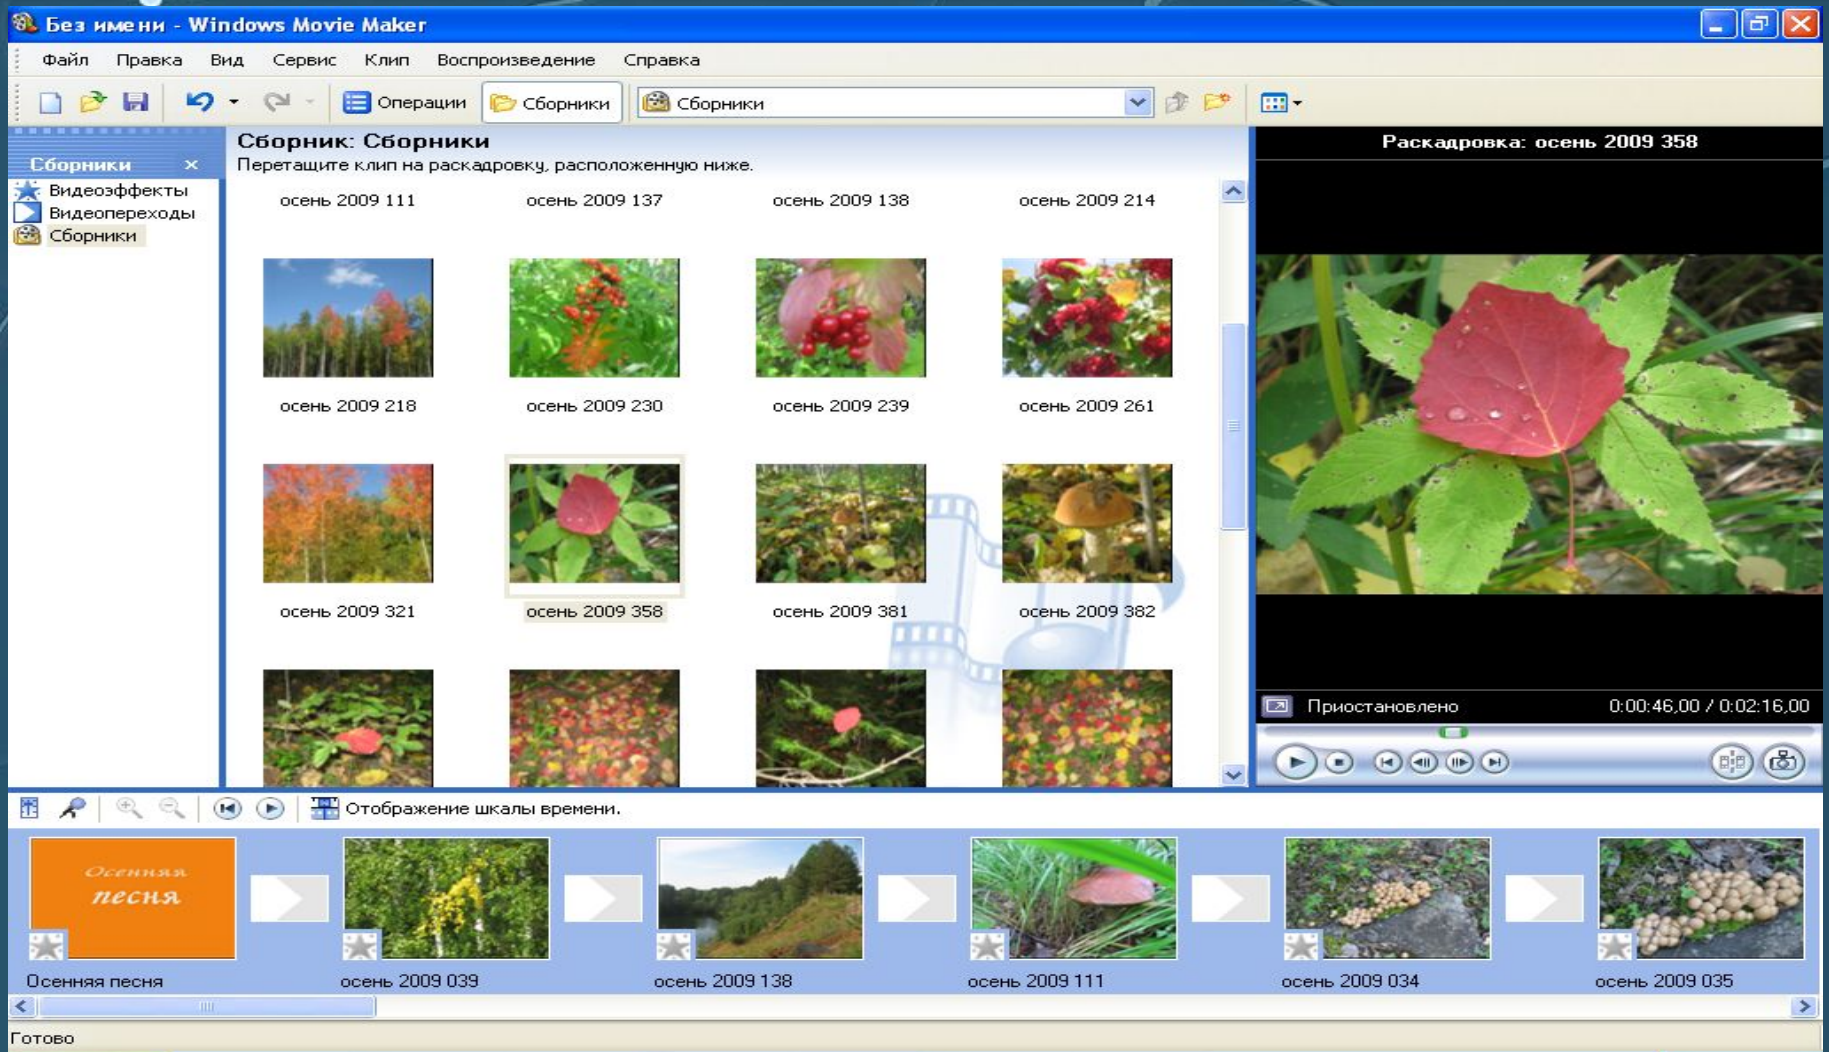 Без имени - Windows Movie Maker
Файл Правка Вид Сервис Клип Воспроизведение Справка
Операции Сборники Сборники
Сборники
Видеоэффекты
Видеопереходы
Сборники
Сборник: Сборники
Перетащите клип на раскадровку, расположенную ниже.
осень 2009 111 осень 2009 137 осень 2009 138 осень 2009 214
осень 2009 218 осень 2009 230 осень 2009 239 осень 2009 261
осень 2009 321 осень 2009 358 осень 2009 381 осень 2009 382
Раскадровка: осень 2009 358
Приостановлено 0:00:46,00 / 0:02:16,00
Отображение шкалы времени.
Осенняя
песня
Осенняя песня осень 2009 039 осень 2009 138 осень 2009 111 осень 2009 034 осень 2009 035
Готово